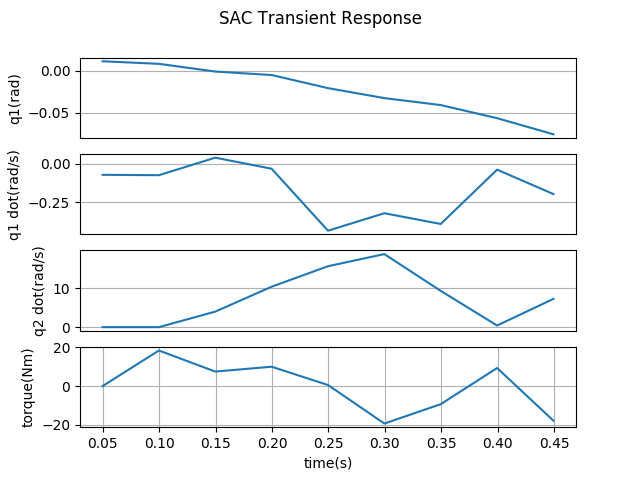 SAC Transient Response
q1(rad)
0.00
−0.05
q1 dot(rad/s)
0.00
−0.25
q2 dot(rad/s)
10
0
torque(Nm)
20
0
−20
0.05 0.10 0.15 0.20 0.25 0.30 0.35 0.40 0.45
time(s)